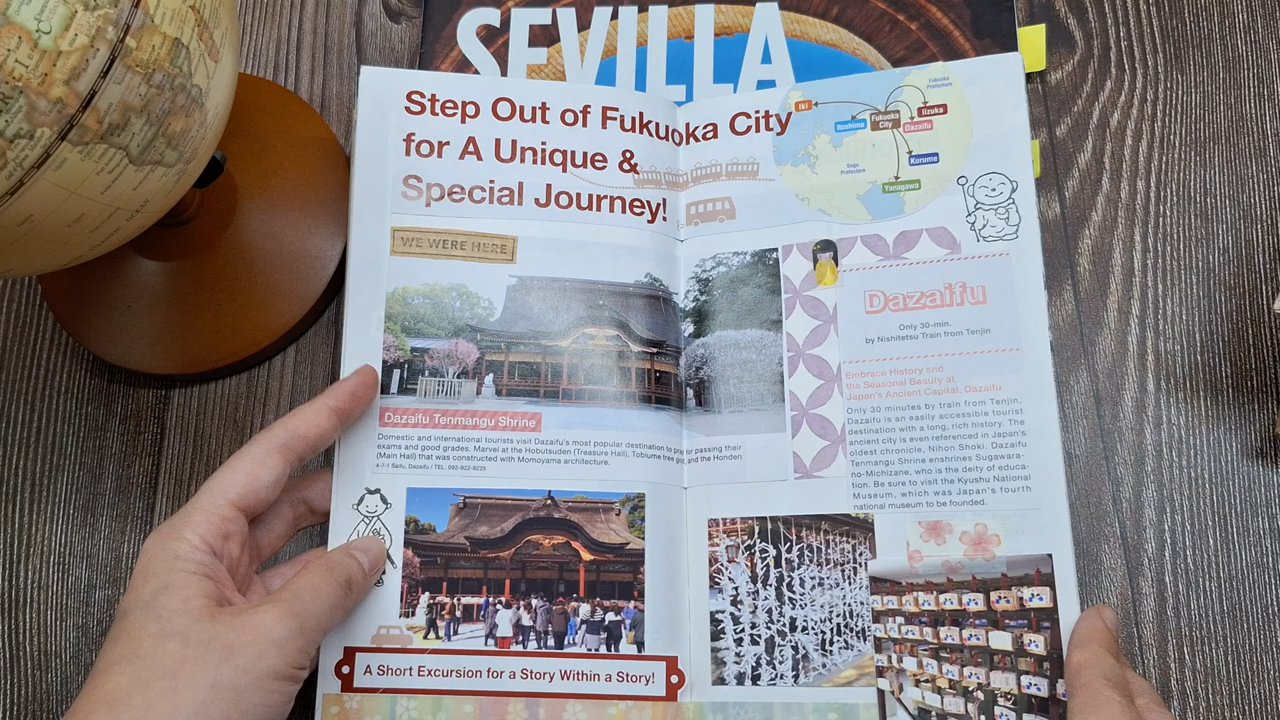 SEVILLA
Step Out of Fukuoka City
for A Unique &
Special Journey!
Fukuoka
Prefecture
Iki
Iizuka
Itoshima
Fukuoka
City
Dazaifu
Kurume
Saga
Prefecture
Yanagawa
WE WERE HERE
Dazaifu Tenmangu Shrine
Domestic and international tourists visit Dazaifu's most popular destination to pray for passing their
exams and good grades. Marvel at the Hobutsuden (Treasure Hall), Tobiume tree god, and the Honden
(Main Hall) that was constructed with Momoyama architecture.
4-7-1 Saifu, Dazaifu / TEL. 092-922-8225
Dazaifu
Only 30-min.
by Nishitetsu Train from Tenjin
Embrace History and
the Seasonal Beauty at
Japan's Ancient Capital, Dazaifu
Only 30 minutes by train from Tenjin,
Dazaifu is an easily accessible tourist
destination with a long, rich history. The
ancient city is even referenced in Japan's
oldest chronicle, Nihon Shoki. Dazaifu
Tenmangu Shrine enshrines Sugawara-
no-Michizane, who is the deity of educa-
tion. Be sure to visit the Kyushu National
Museum, which was Japan's fourth
national museum to be founded.
A Short Excursion for a Story Within a Story!